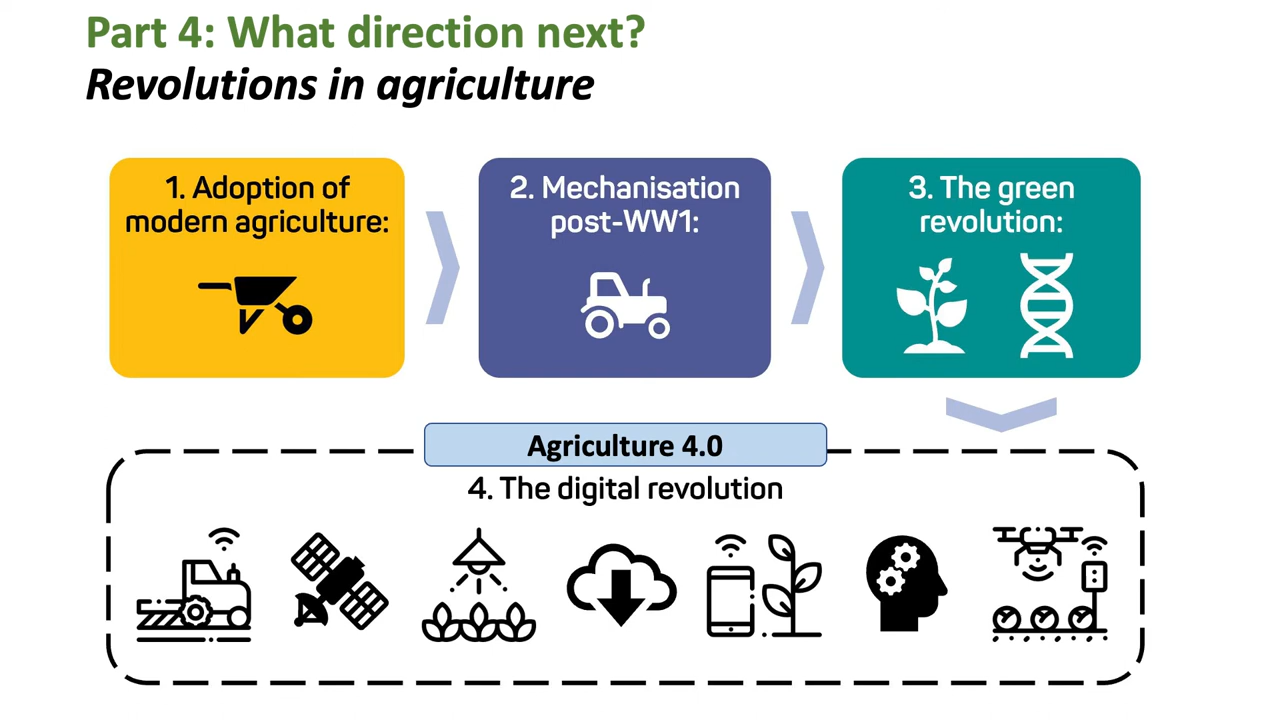 Part 4: What direction next?
Revolutions in agriculture
1. Adoption of
modern agriculture:
2. Mechanisation
post-WW1:
3. The green
revolution:
Agriculture 4.0
4. The digital revolution